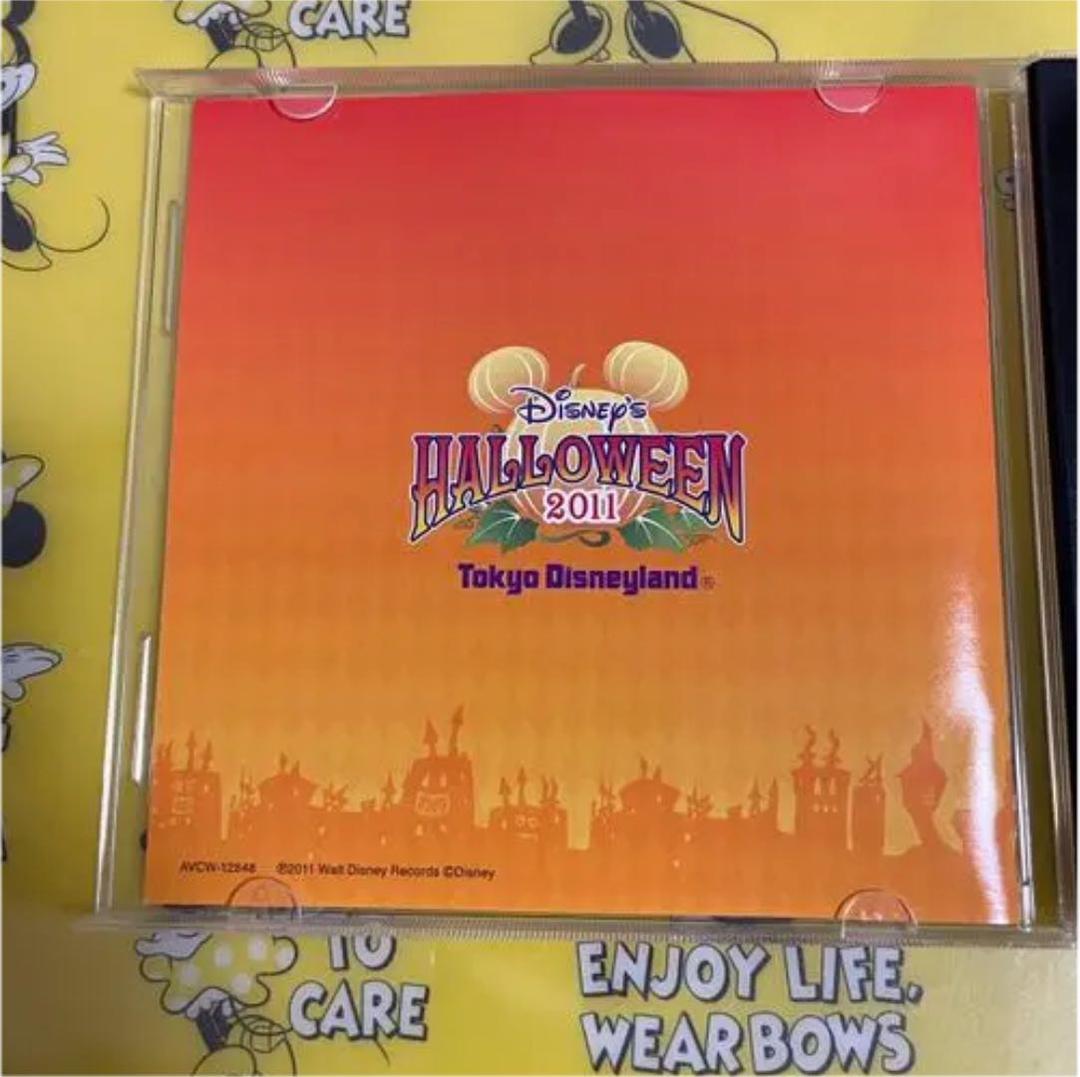 CARE
Disney's
HALLOWEEN
2011
Tokyo Disneyland®
AVCW-12848 ℗2011 Walt Disney Records ©Disney
TO
CARE
ENJOY LIFE,
WEAR BOWS